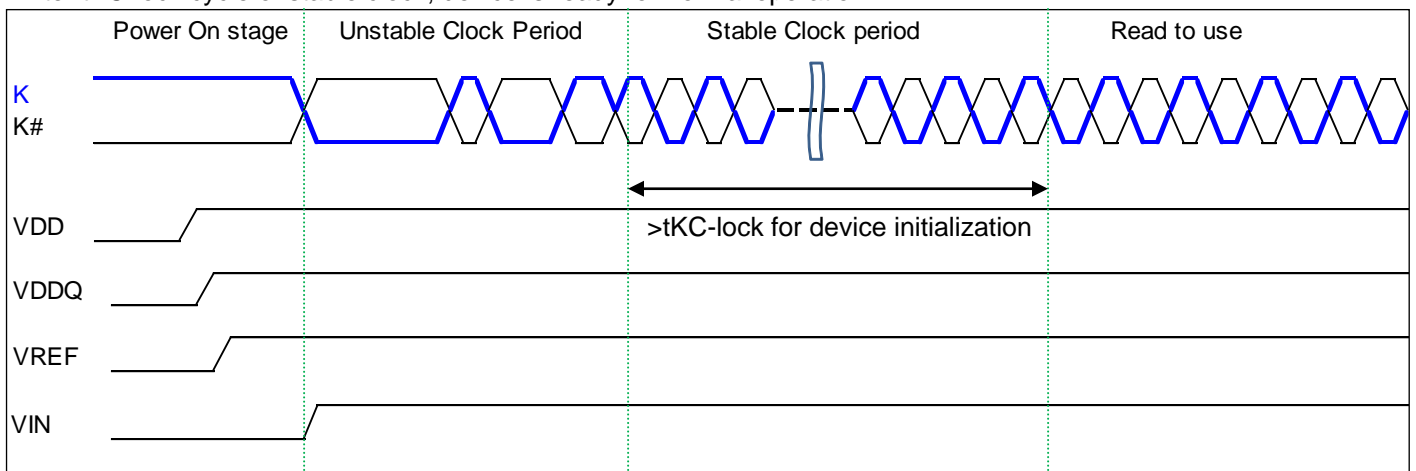 Power On stage Unstable Clock Period Stable Clock period Read to use
K
K#
VDD
>tKC-lock for device initialization
VDDQ
VREF
VIN